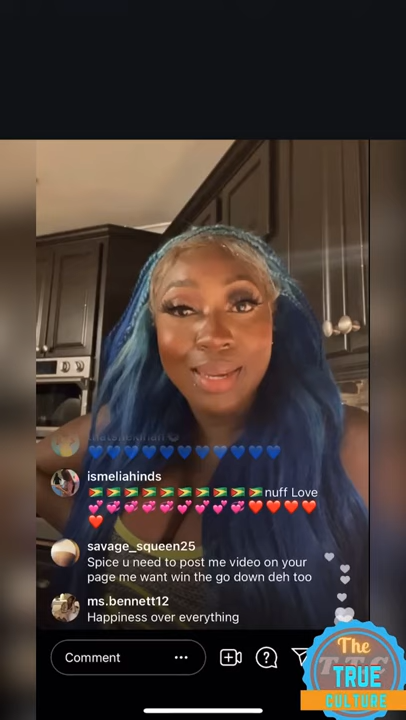 💙💙💙💙💙💙💙💙💙💙💙
ismeliahinds
🇬🇾🇬🇾🇬🇾🇬🇾🇬🇾🇬🇾🇬🇾🇬🇾🇬🇾🇬🇾nuff Love
💕💞💞💞💞💕💕💕💞❤️❤️❤️❤️
❤️
savage_squeen25
Spice u need to post me video on your
page me want win the go down deh too
ms.bennett12
Happiness over everything
Comment
The
TRUE
CULTURE